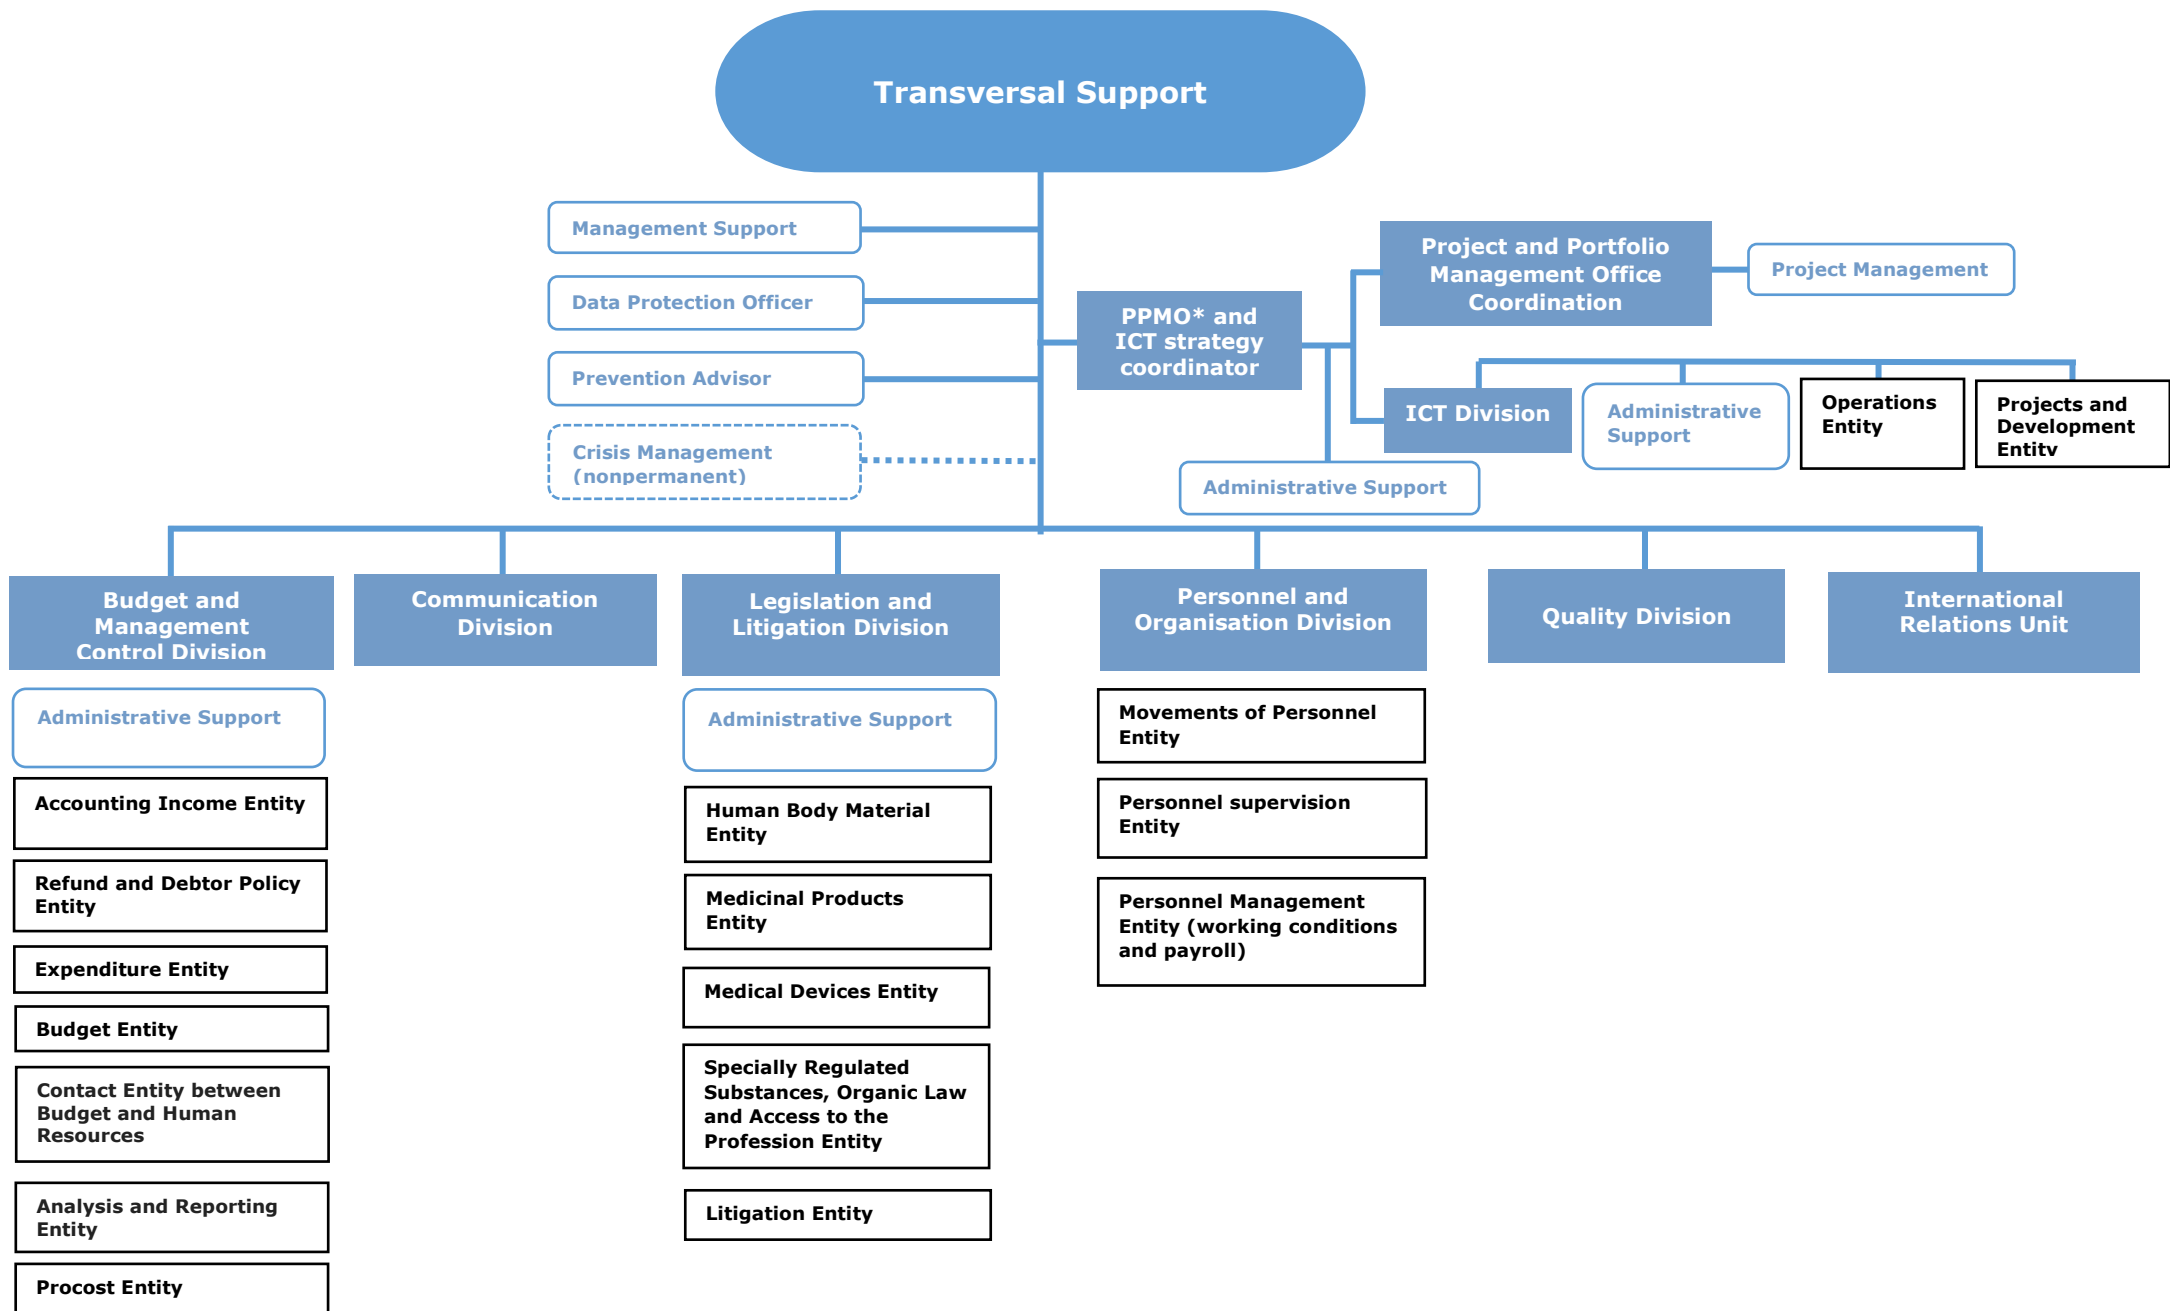 Transversal Support
Management Support
Data Protection Officer
Prevention Advisor
Crisis Management
(nonpermanent)
PPMO* and
ICT strategy
coordinator
Project and Portfolio
Management Office
Coordination
Project Management
ICT Division
Administrative
Support
Operations
Entity
Projects and
Development
Entity
Administrative Support
Budget and
Management
Control Division
Communication
Division
Legislation and
Litigation Division
Personnel and
Organisation Division
Quality Division
International
Relations Unit
Administrative Support
Accounting Income Entity
Refund and Debtor Policy
Entity
Expenditure Entity
Budget Entity
Contact Entity between
Budget and Human
Resources
Analysis and Reporting
Entity
Procost Entity
Administrative Support
Human Body Material
Entity
Medicinal Products
Entity
Medical Devices Entity
Specially Regulated
Substances, Organic Law
and Access to the
Profession Entity
Litigation Entity
Movements of Personnel
Entity
Personnel supervision
Entity
Personnel Management
Entity (working conditions
and payroll)